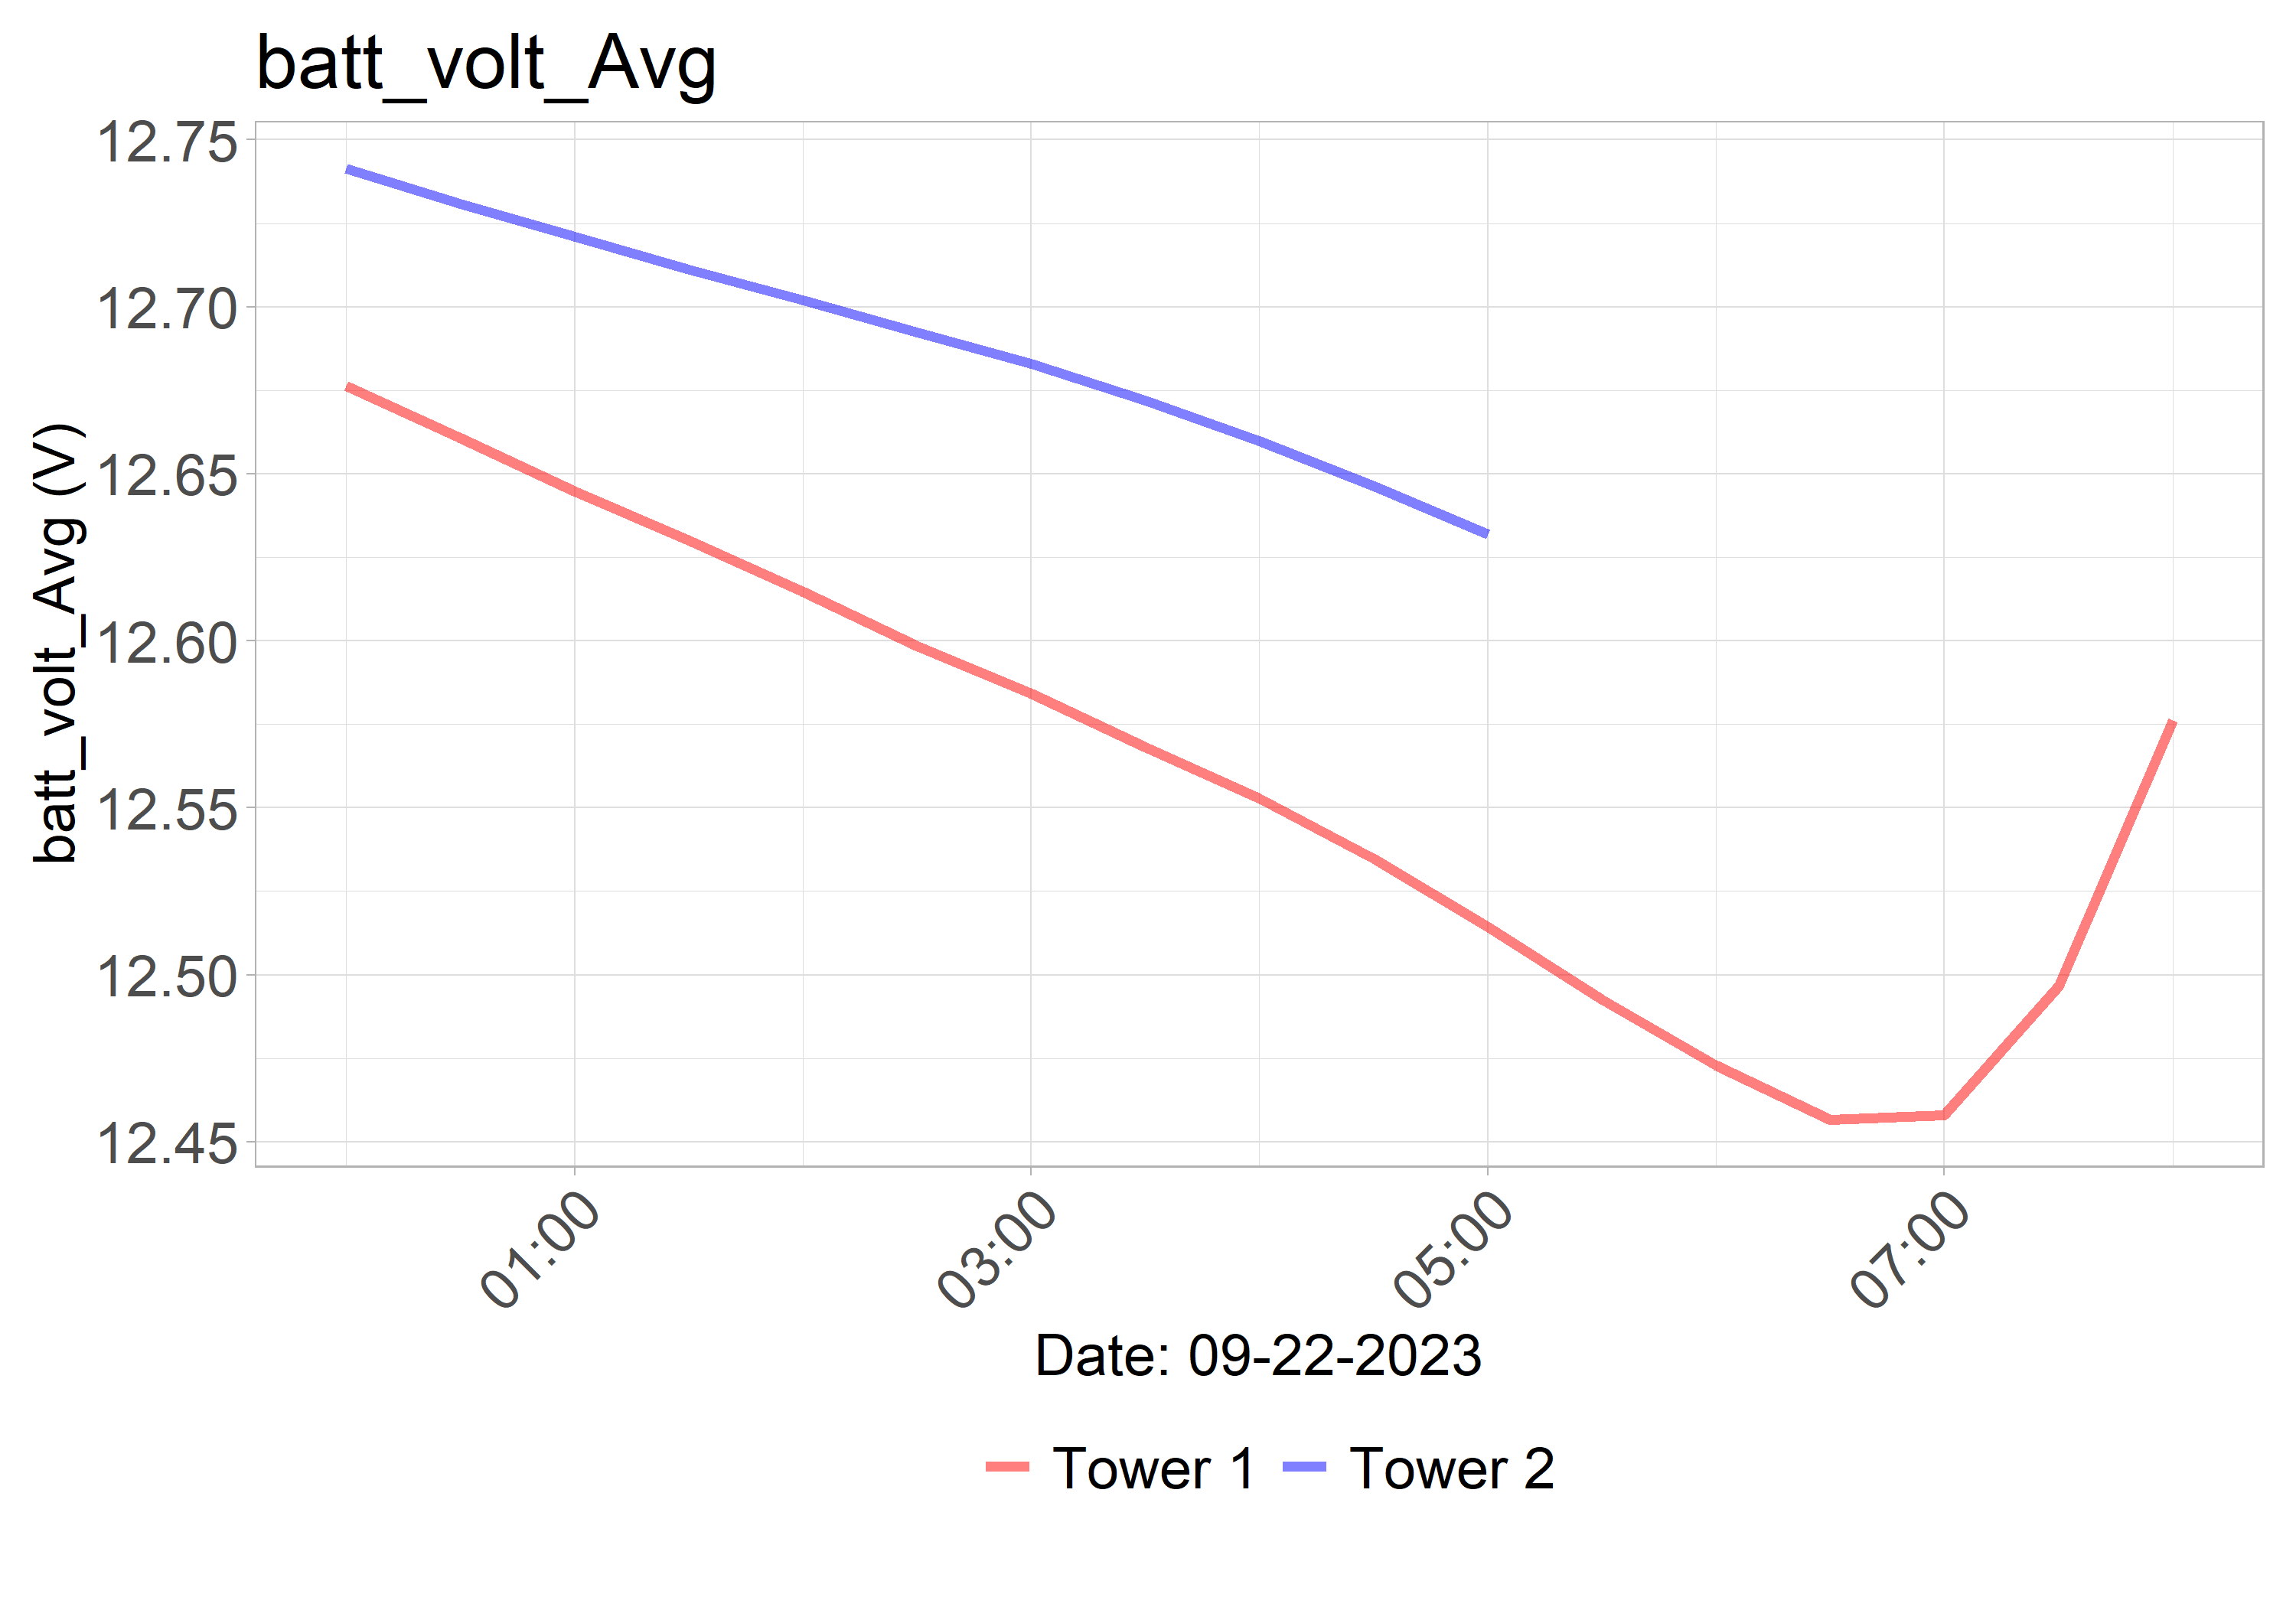 batt_volt_Avg
batt_volt_Avg (V)
12.75
12.70
12.65
12.60
12.55
12.50
12.45
01:00
03:00
05:00
07:00
Date: 09-22-2023
Tower 1
Tower 2